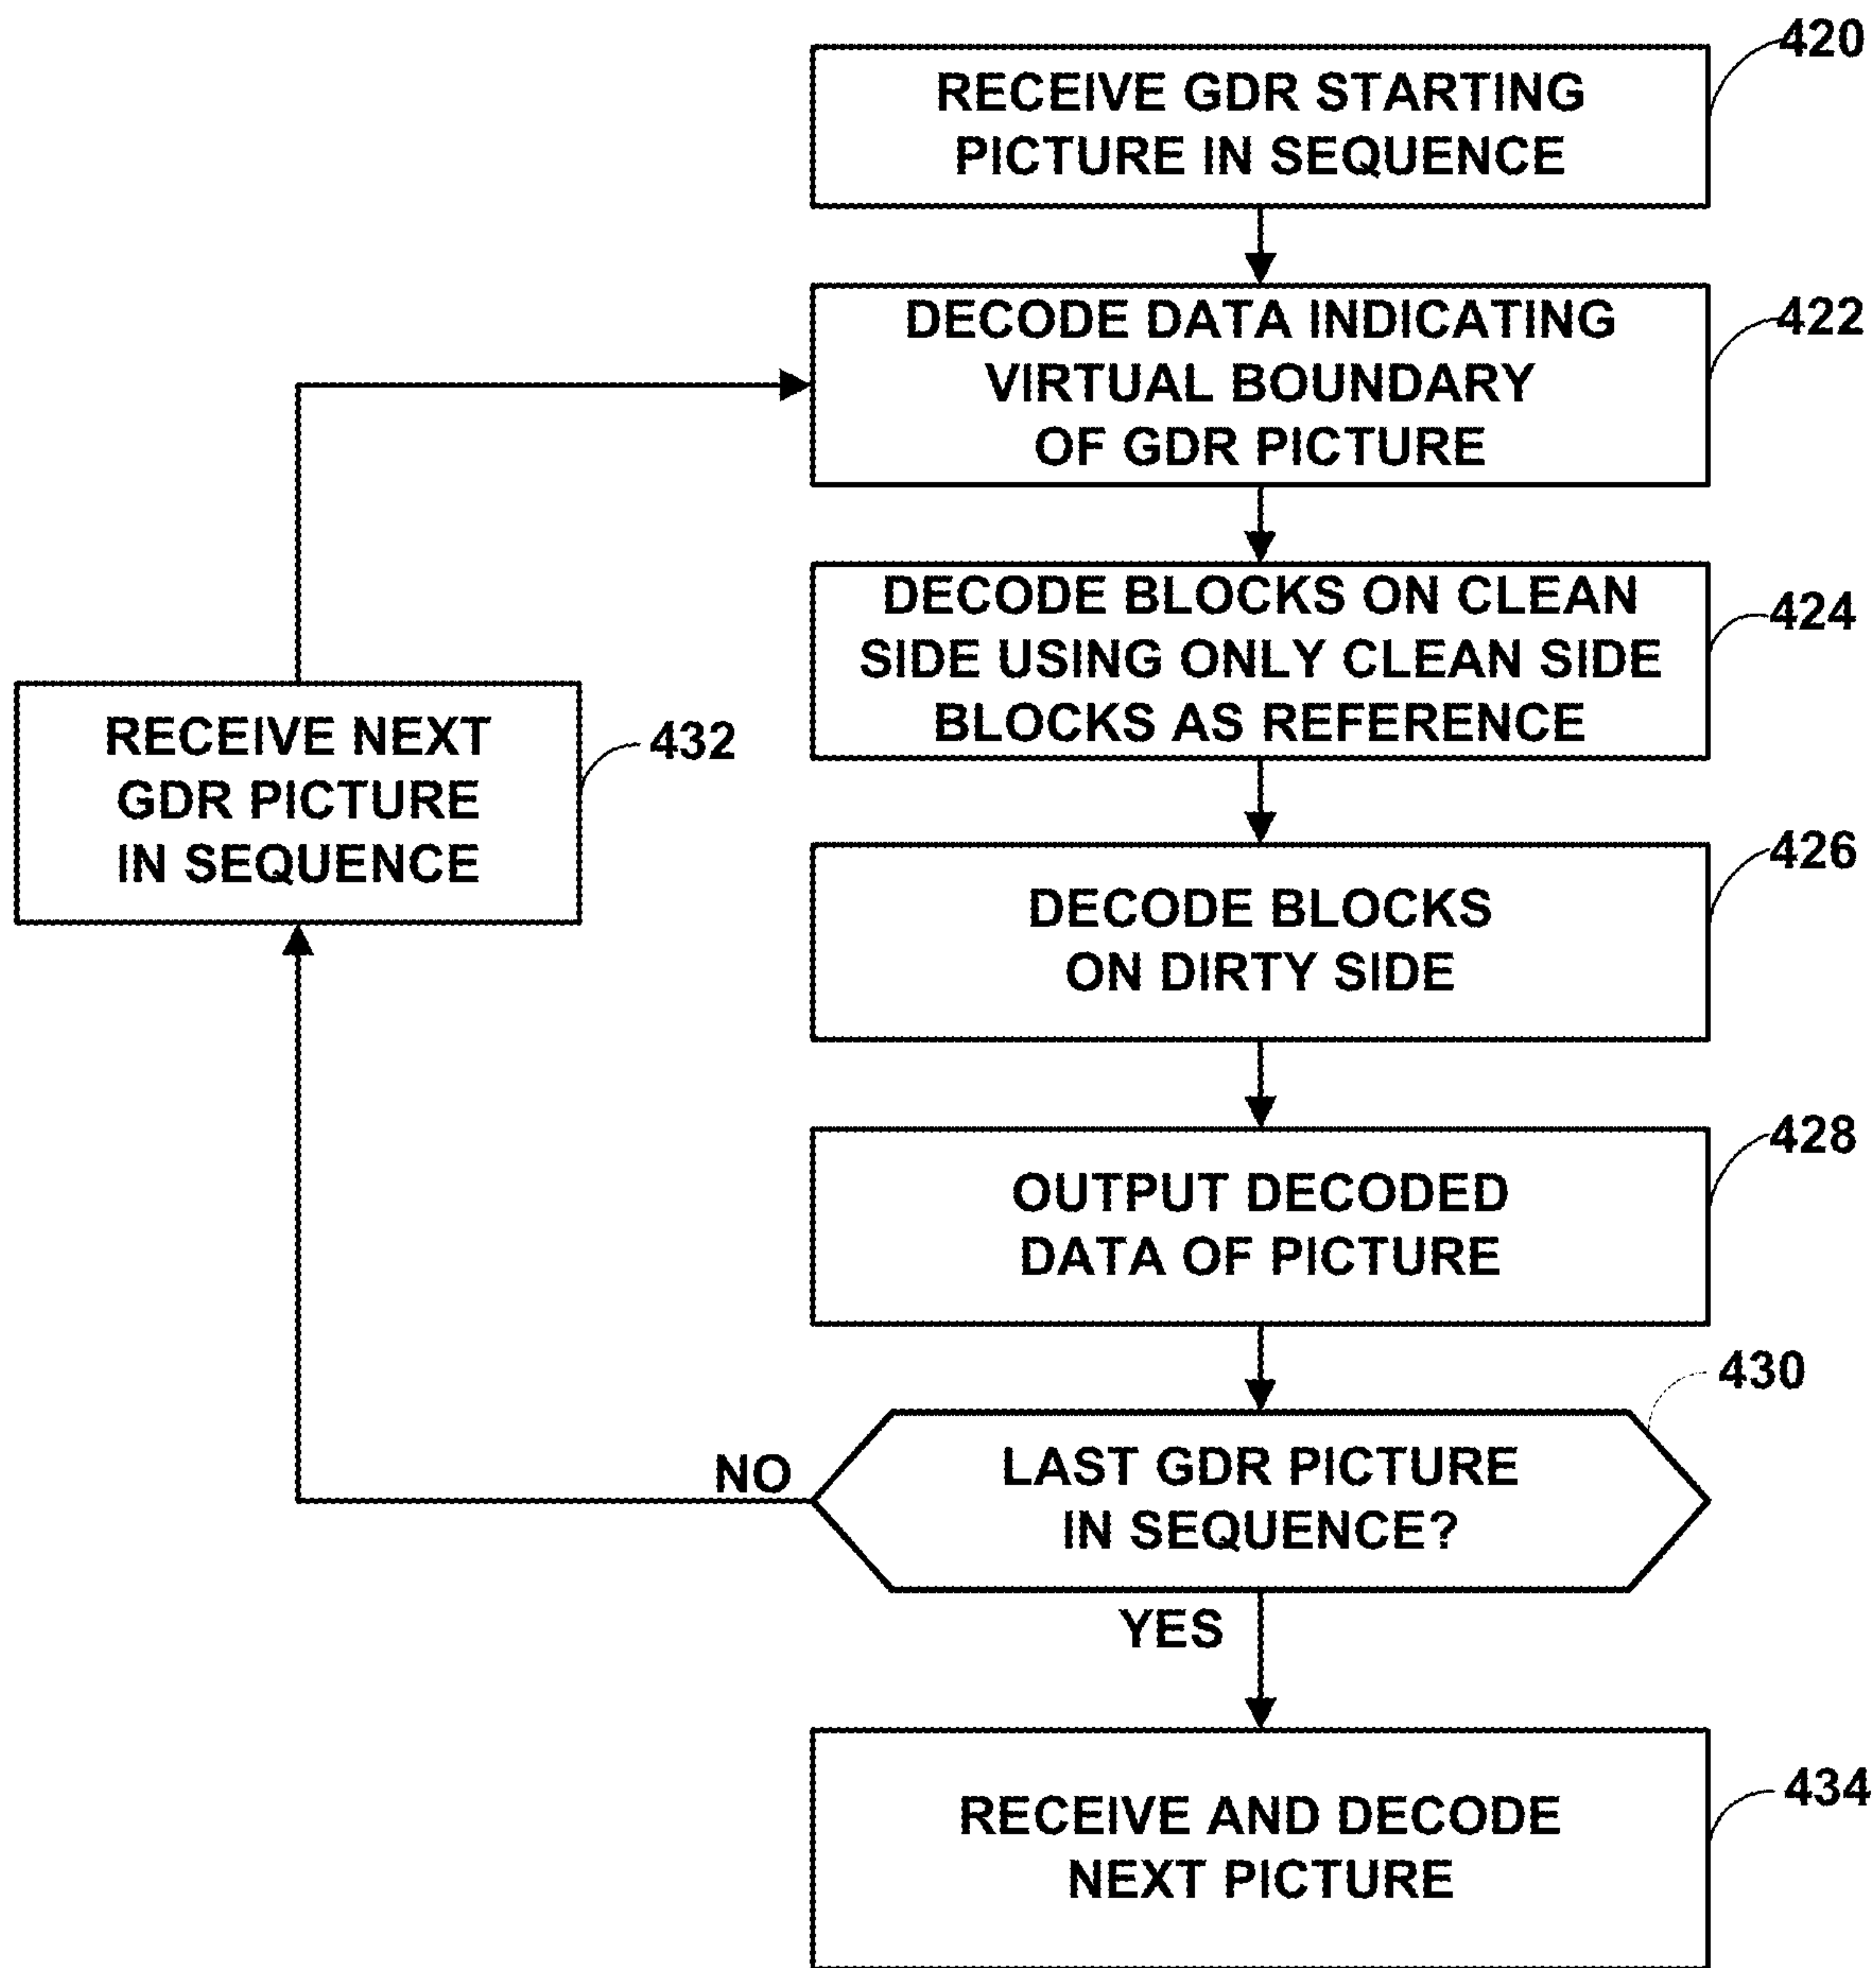 RECEIVE GDR STARTING
PICTURE IN SEQUENCE
420
DECODE DATA INDICATING
VIRTUAL BOUNDARY
OF GDR PICTURE
422
DECODE BLOCKS ON CLEAN
SIDE USING ONLY CLEAN SIDE
BLOCKS AS REFERENCE
424
RECEIVE NEXT
GDR PICTURE
IN SEQUENCE
432
DECODE BLOCKS
ON DIRTY SIDE
426
OUTPUT DECODED
DATA OF PICTURE
428
LAST GDR PICTURE
IN SEQUENCE?
430
NO
YES
RECEIVE AND DECODE
NEXT PICTURE
434